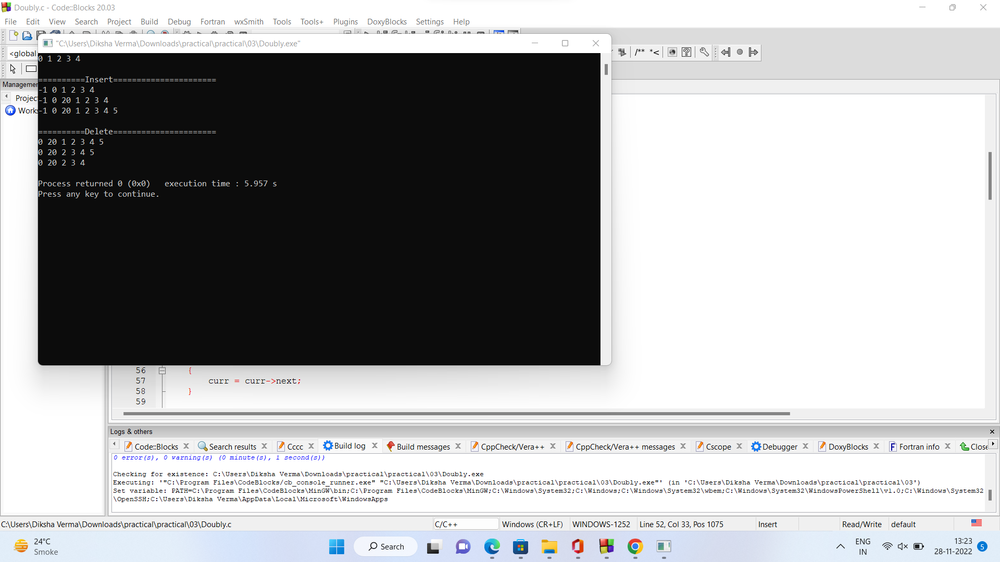 Doubly.c - Code::Blocks 20.03
File Edit View Search Project Build Debug Fortran wxSmith Tools Tools+ Plugins DoxyBlocks Settings Help
"C:\Users\Diksha Verma\Downloads\practical\practical\03\Doubly.exe"
<global
/** *<
0 1 2 3 4
==========Insert======================
-1 0 1 2 3 4
-1 0 20 1 2 3 4
-1 0 20 1 2 3 4 5
==========Delete======================
0 20 1 2 3 4 5
0 20 2 3 4 5
0 20 2 3 4
Process returned 0 (0x0)   execution time : 5.957 s
Press any key to continue.
Managemen
Projec
Works
56 {
57 curr = curr->next;
58 }
59
Logs & others
Code::Blocks Search results Cccc Build log Build messages CppCheck/Vera++ CppCheck/Vera++ messages Cscope Debugger DoxyBlocks Fortran info Close
0 error(s), 0 warning(s) (0 minute(s), 1 second(s))
Checking for existence: C:\Users\Diksha Verma\Downloads\practical\practical\03\Doubly.exe
Executing: '"C:\Program Files\CodeBlocks/cb_console_runner.exe" "C:\Users\Diksha Verma\Downloads\practical\practical\03\Doubly.exe"' (in 'C:\Users\Diksha Verma\Downloads\practical\practical\03')
Set variable: PATH=C:\Program Files\CodeBlocks\MinGW\bin;C:\Program Files\CodeBlocks\MinGW;C:\Windows\System32;C:\Windows;C:\Windows\System32\wbem;C:\Windows\System32\WindowsPowerShell\v1.0;C:\Windows\System32
\OpenSSH;C:\Users\Diksha Verma\AppData\Local\Microsoft\WindowsApps
C:\Users\Diksha Verma\Downloads\practical\practical\03\Doubly.c C/C++ Windows (CR+LF) WINDOWS-1252 Line 52, Col 33, Pos 1075 Insert Read/Write default
24°C
Smoke
Search
ENG
IN
13:23
28-11-2022
5